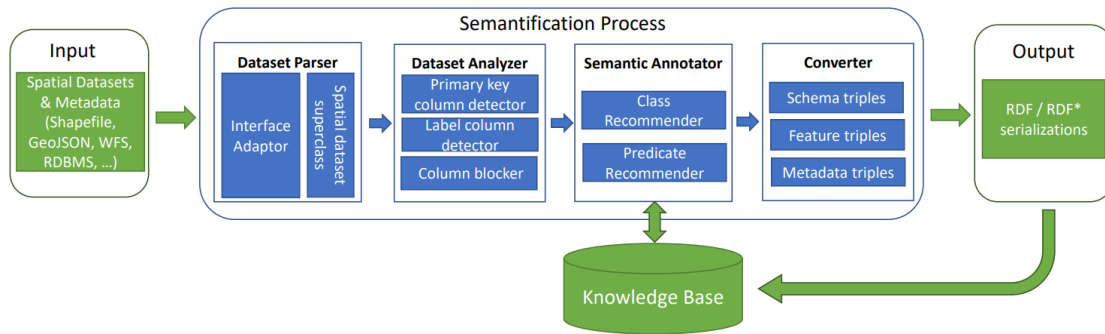 Semantification Process
Input
Spatial Datasets
& Metadata
(Shapefile,
GeoJSON, WFS,
RDBMS, ...)
Dataset Parser
Interface
Adaptor
Spatial dataset
superclass
Dataset Analyzer
Primary key
column detector
Label column
detector
Column blocker
Semantic Annotator
Class
Recommender
Predicate
Recommender
Converter
Schema triples
Feature triples
Metadata triples
Output
RDF / RDF*
serializations
Knowledge Base